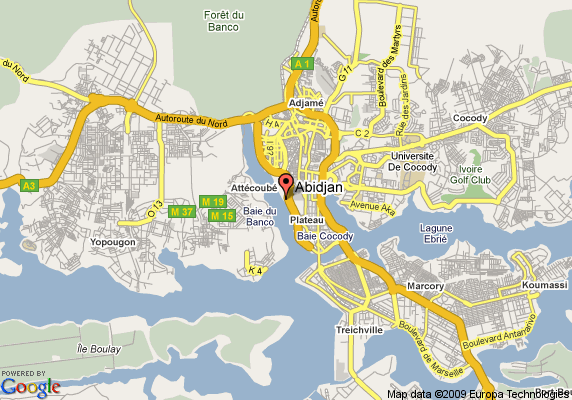 Forêt du
Banco
Autoro
du Nord
A 1
G 11
Boulevard des Martyrs
Rue des Jardins
Adjamé
Autoroute du Nord
H A
C 2
Cocody
Universite
De Cocody
Ivoire
Golf Club
A3
Attécoubé
Abidjan
M 19
M 37
M 15
O 13
Baie du
Banco
Avenue Aka
Plateau
Lagune
Ebrié
Yopougon
Baie Cocody
K 4
Marcory
Koumassi
Treichville
Boulevard Antananarivo
Boulevard de Marseille
Île Boulay
POWERED BY
Google
Map data ©2009 Europa Technologies